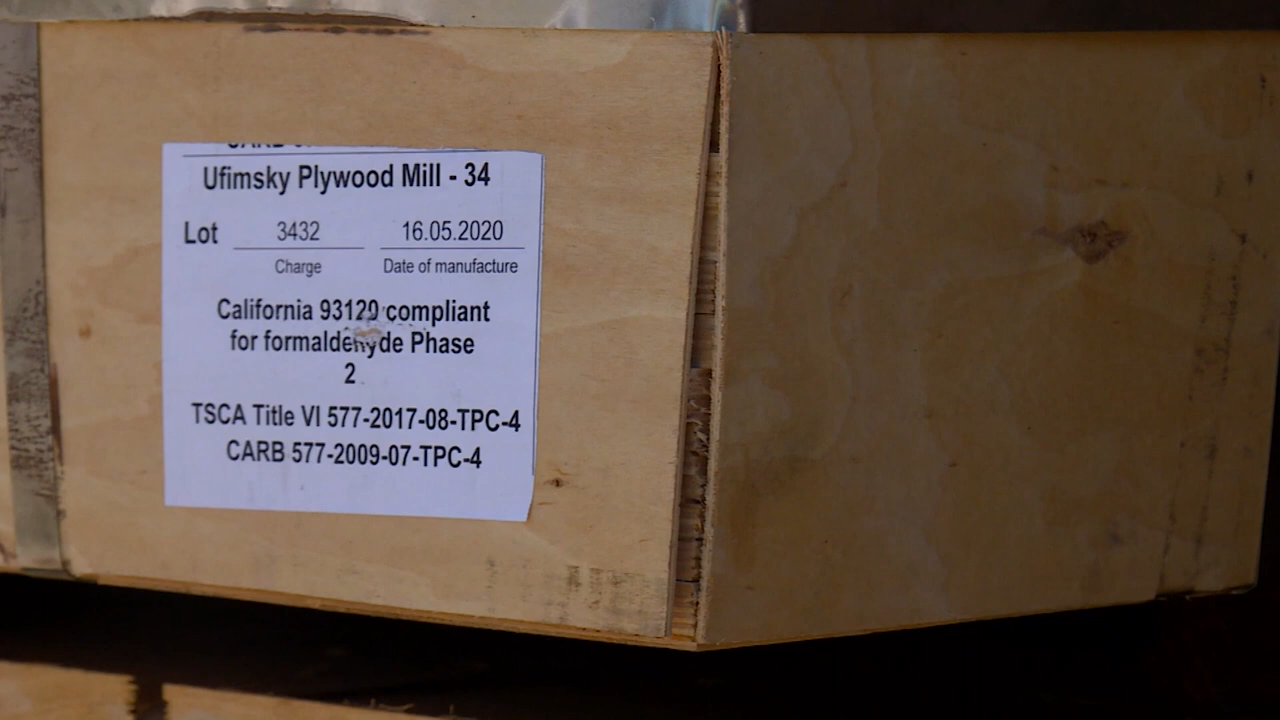 Ufimsky Plywood Mill - 34
Lot 3432 16.05.2020
Charge Date of manufacture
California 93120 compliant
for formaldehyde Phase
2
TSCA Title VI 577-2017-08-TPC-4
CARB 577-2009-07-TPC-4